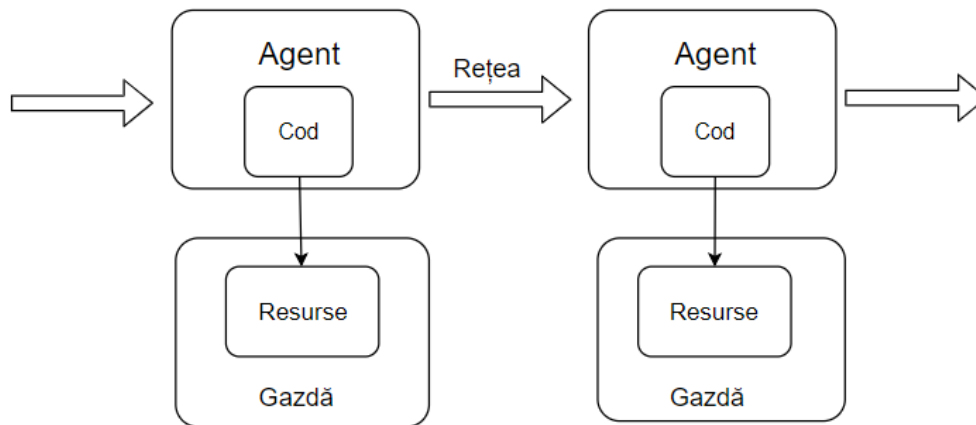 Agent
Cod
Resurse
Gazdă
Rețea
Agent
Cod
Resurse
Gazdă